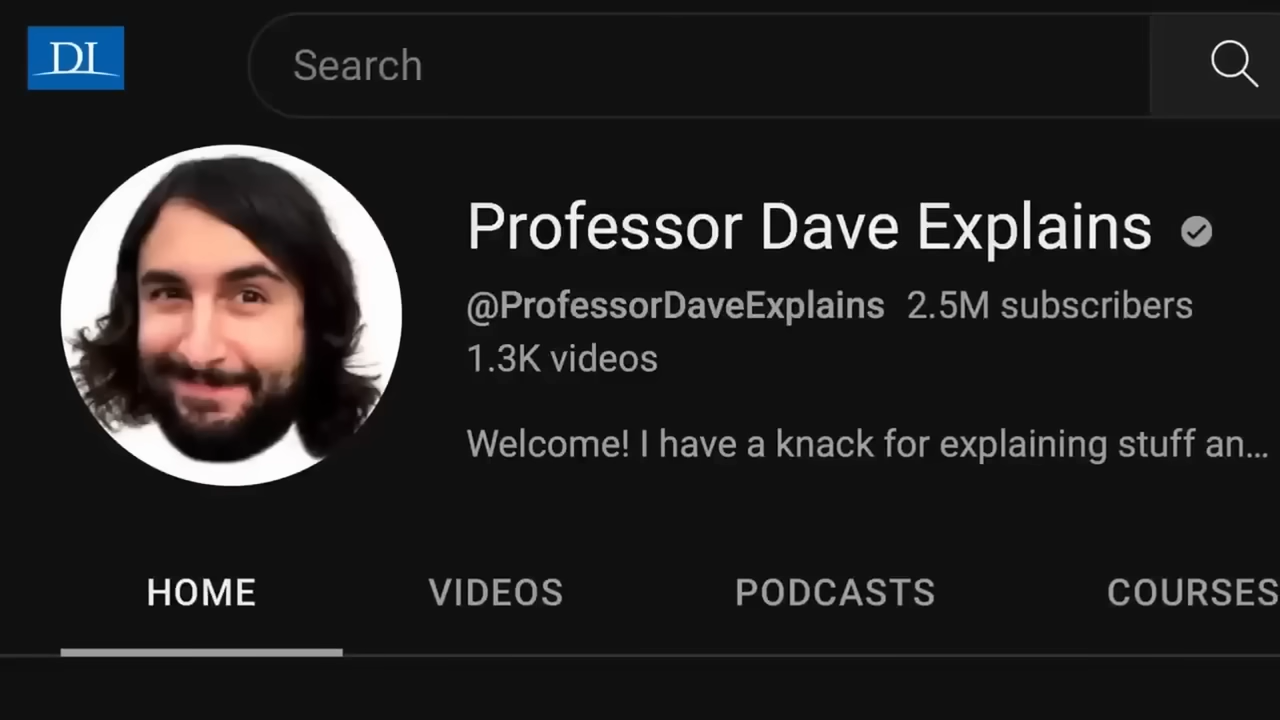 DI
Search
Professor Dave Explains
@ProfessorDaveExplains 2.5M subscribers
1.3K videos
Welcome! I have a knack for explaining stuff an...
HOME VIDEOS PODCASTS COURSES